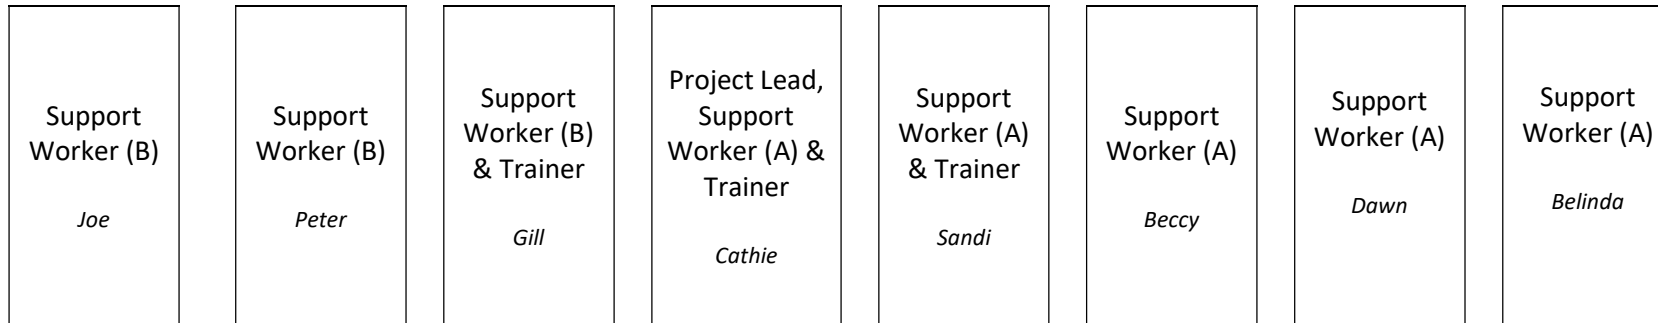 Support
Worker (B)
Joe
Support
Worker (B)
Peter
Support
Worker (B)
& Trainer
Gill
Project Lead,
Support
Worker (A) &
Trainer
Cathie
Support
Worker (A)
& Trainer
Sandi
Support
Worker (A)
Beccy
Support
Worker (A)
Dawn
Support
Worker (A)
Belinda